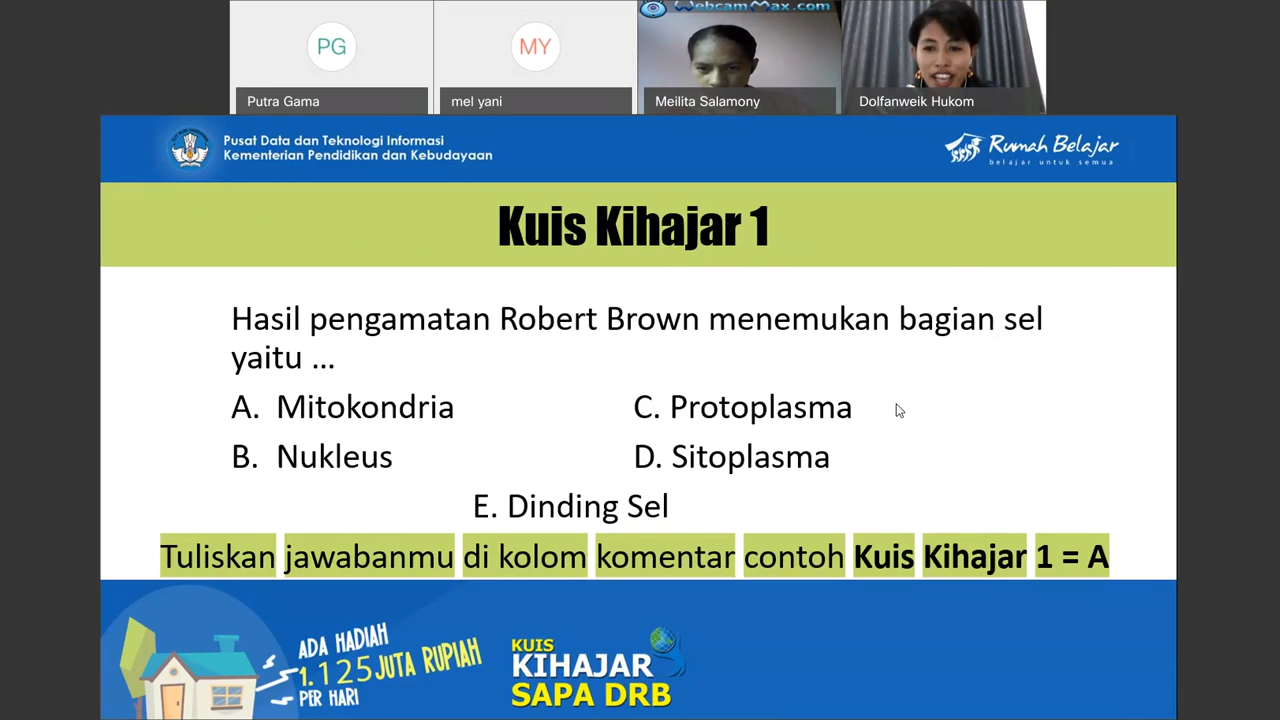 WebcamMax.com
PG
MY
Putra Gama
mel yani
Meilita Salamony
Dolfanweik Hukom
Pusat Data dan Teknologi Informasi
Kementerian Pendidikan dan Kebudayaan
Rumah Belajar
belajar untuk semua
Kuis Kihajar 1
Hasil pengamatan Robert Brown menemukan bagian sel
yaitu ...
A. Mitokondria
C. Protoplasma
B. Nukleus
D. Sitoplasma
E. Dinding Sel
Tuliskan jawabanmu di kolom komentar contoh Kuis Kihajar 1 = A
ADA HADIAH
1.125 JUTA RUPIAH
PER HARI
KUIS
KIHAJAR
SAPA DRB